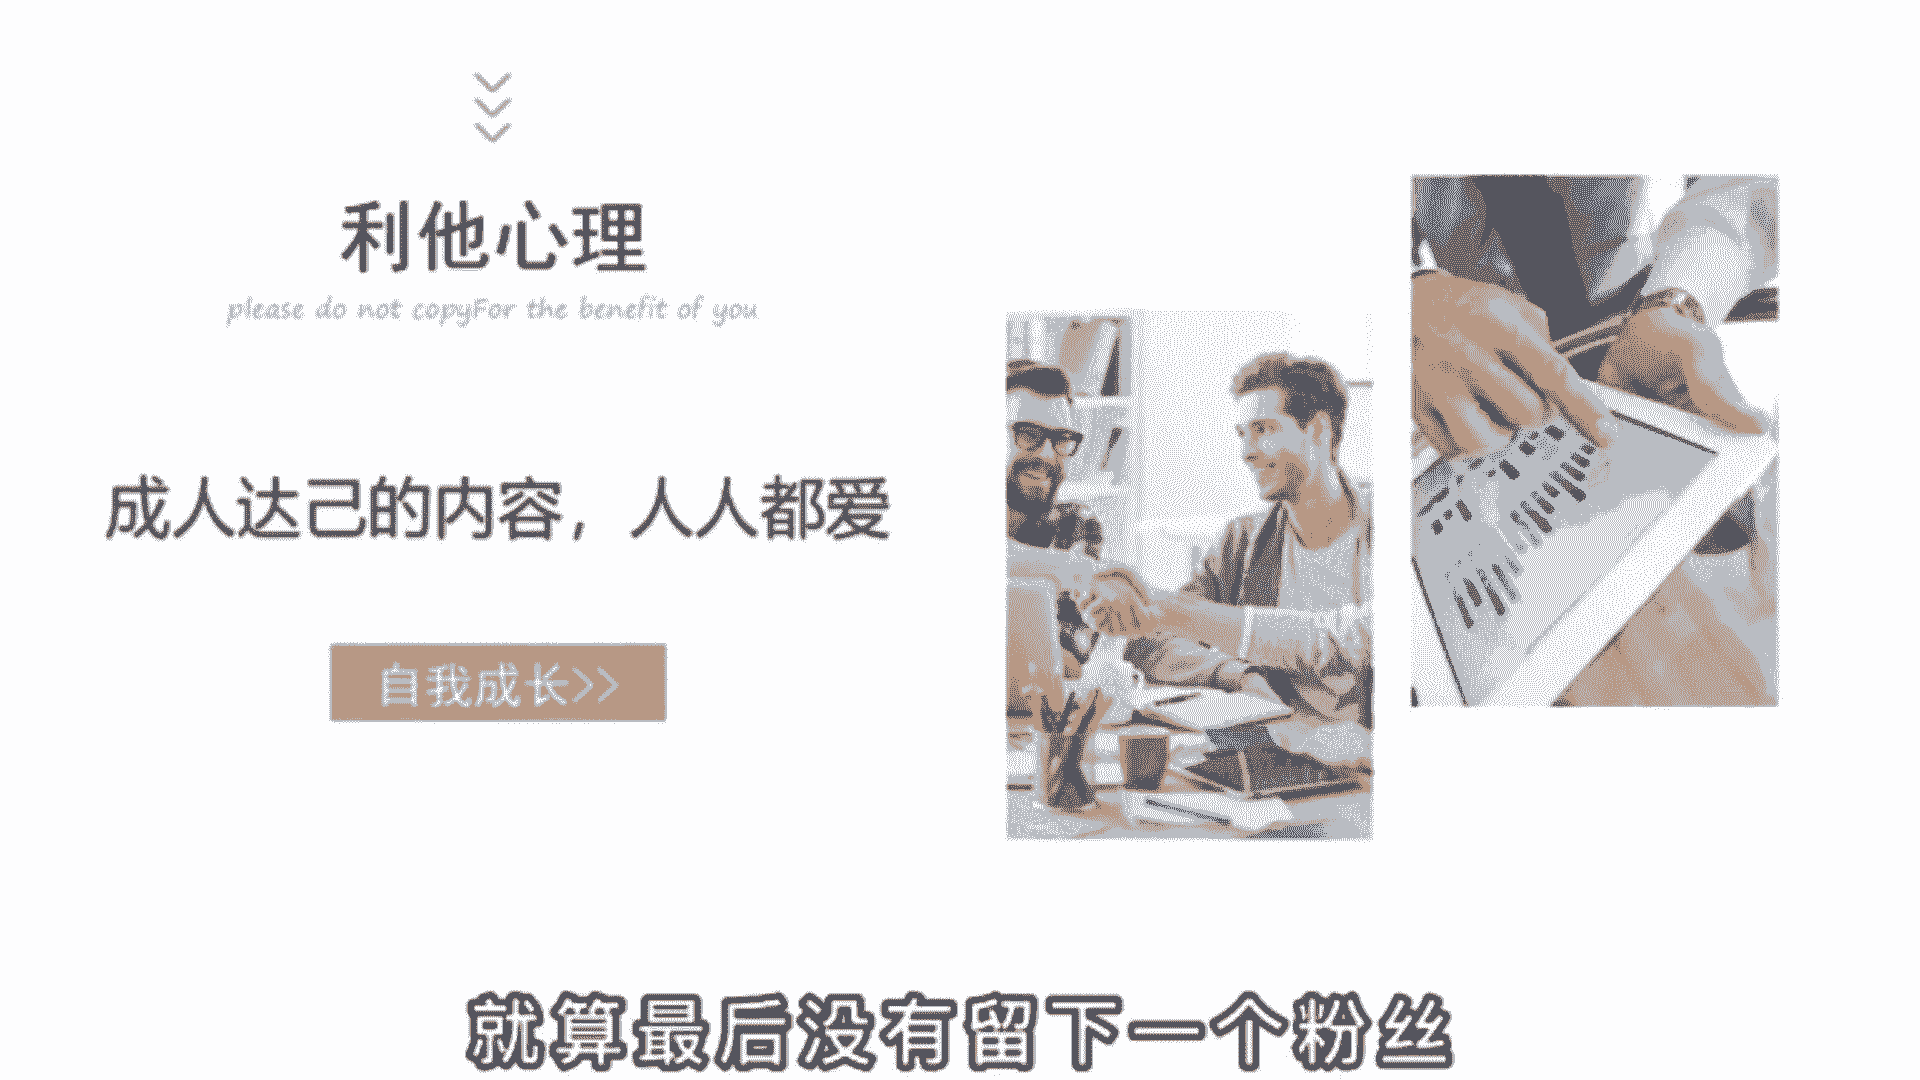 利他心理
please do not copyFor the benefit of you
成人达己的内容，人人都爱
自我成长>>
就算最后没有留下一个粉丝